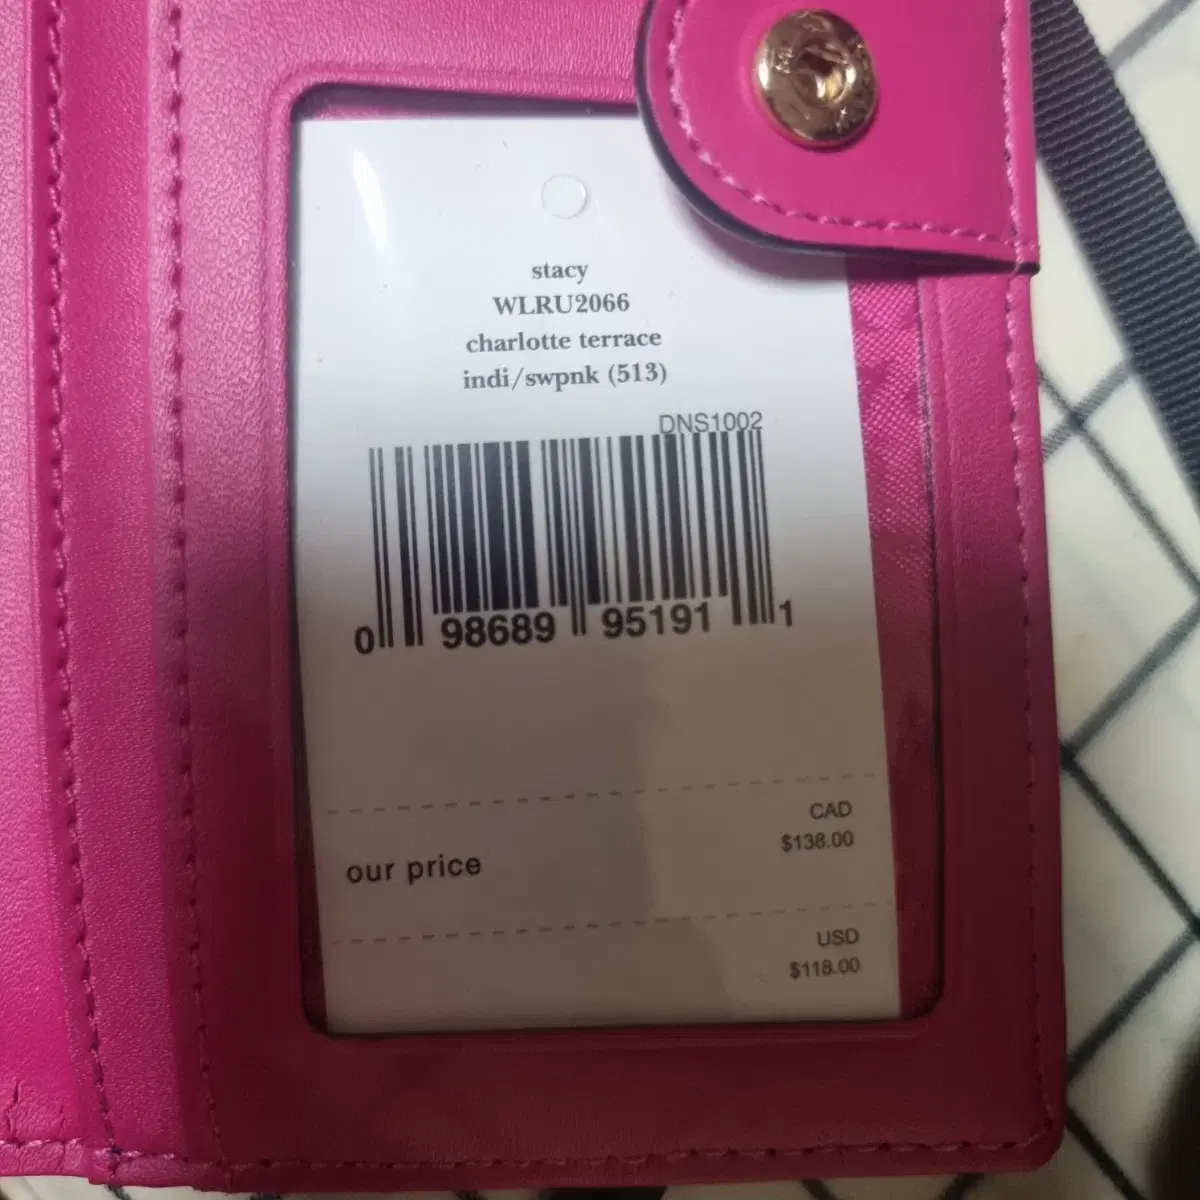 stacy
WLRU2066
charlotte terrace
indi/swpnk (513)
DNS1002
0 98689 95191 1
CAD
$138.00
our price
USD
$118.00